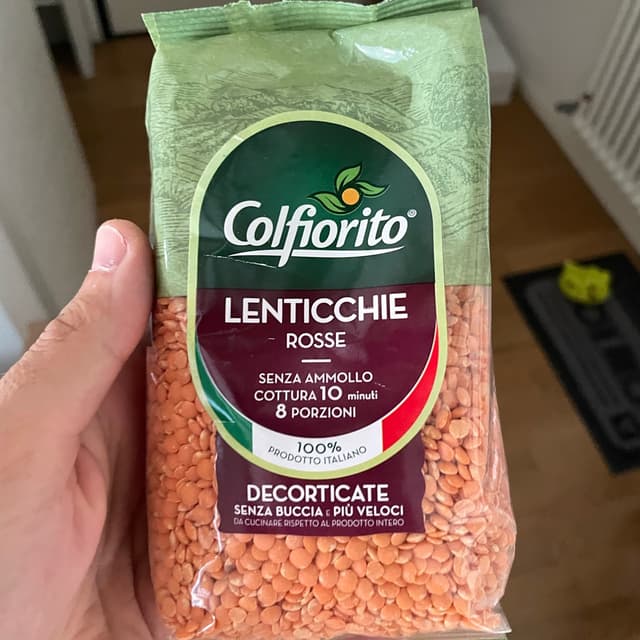 Colfiorito®
LENTICCHIE
ROSSE
SENZA AMMOLLO
COTTURA 10 minuti
8 PORZIONI
100%
PRODOTTO ITALIANO
DECORTICATE
SENZA BUCCIA E PIÙ VELOCI
DA CUCINARE RISPETTO AL PRODOTTO INTERO